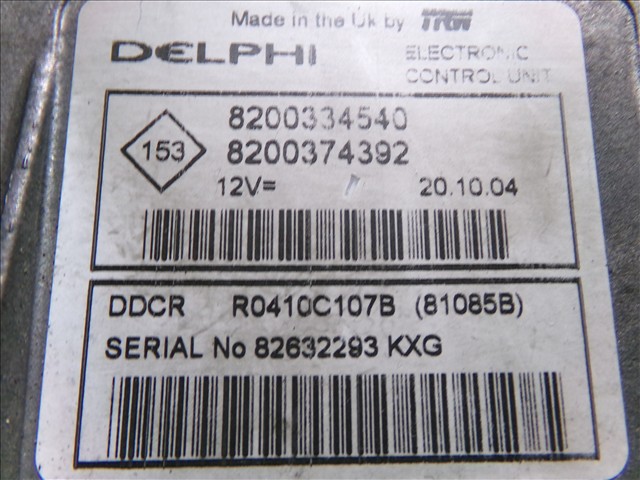 Made in the Uk by TRW
DELPHI
ELECTRONIC
CONTROL UNIT
8200334540
153
8200374392
12V=
20.10.04
DDCR R0410C107B (81085B)
SERIAL No 82632293 KXG